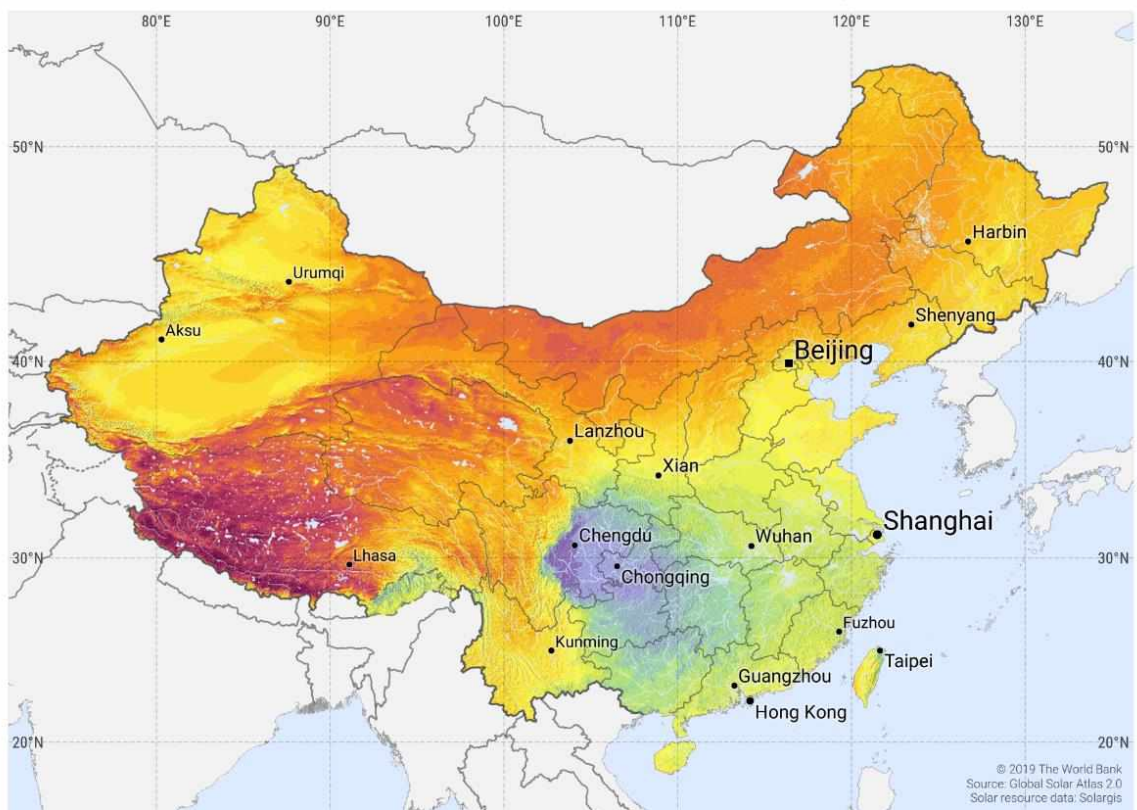 80°E 90°E 100°E 110°E 120°E 130°E
50°N 50°N
Harbin
Urumqi
Shenyang
Aksu
Beijing
40°N 40°N
Lanzhou
Xian
Shanghai
Chengdu
Wuhan
30°N 30°N
Lhasa
Chongqing
Fuzhou
Kunming
Taipei
Guangzhou
Hong Kong
20°N 20°N
© 2019 The World Bank
Source: Global Solar Atlas 2.0
Solar resource data: Solargis